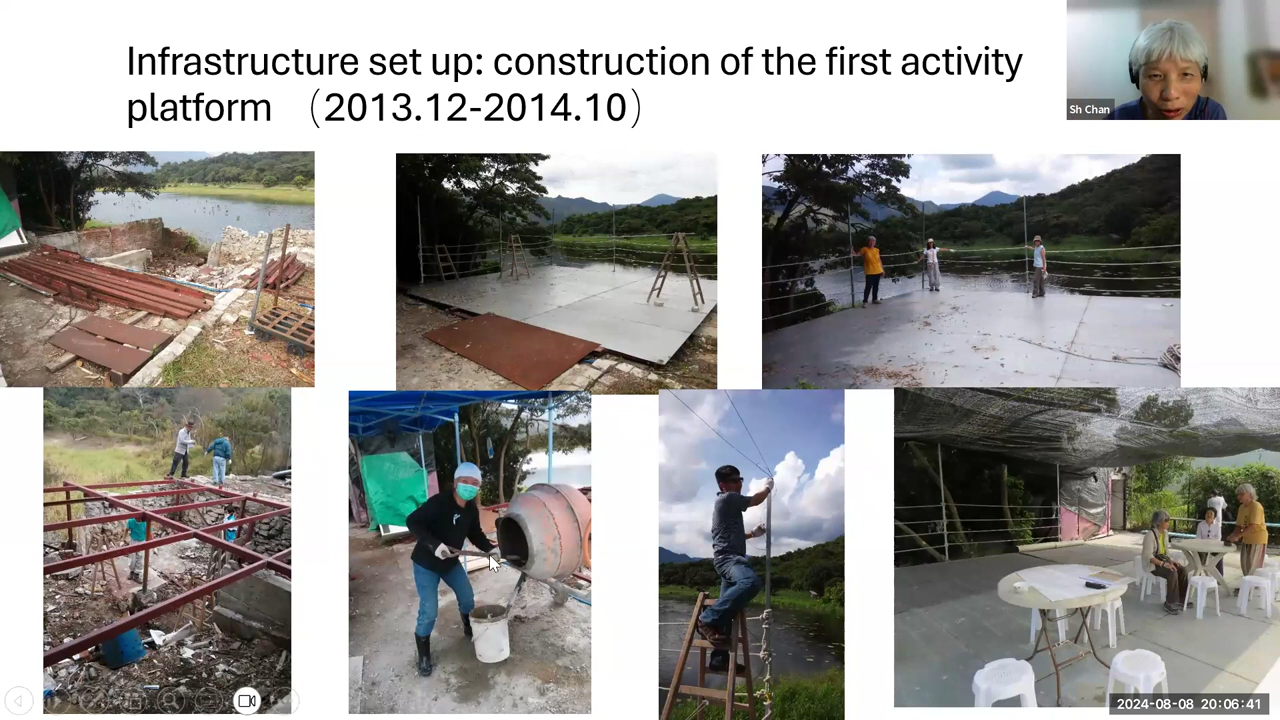 Infrastructure set up: construction of the first activity
platform （2013.12-2014.10）
Sh Chan
2024-08-08 20:06:41